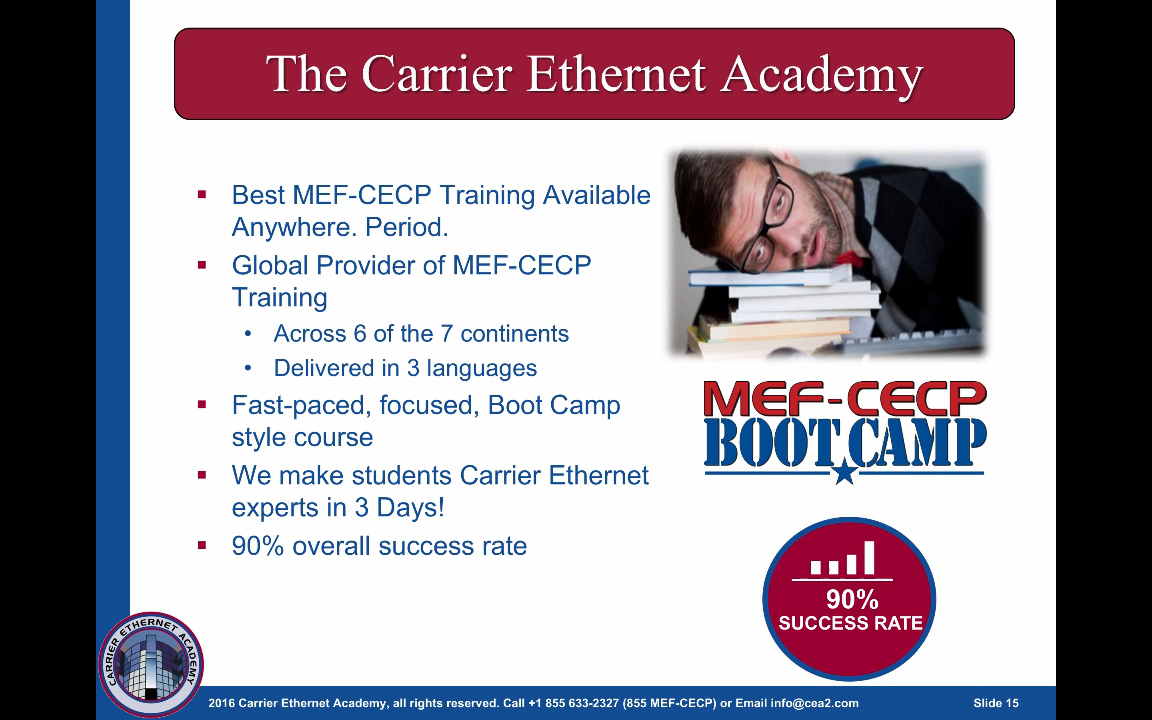 The Carrier Ethernet Academy
▪ Best MEF-CECP Training Available
Anywhere. Period.
▪ Global Provider of MEF-CECP
Training
• Across 6 of the 7 continents
• Delivered in 3 languages
▪ Fast-paced, focused, Boot Camp
style course
▪ We make students Carrier Ethernet
experts in 3 Days!
▪ 90% overall success rate
MEF-CECP
BOOT CAMP
90%
SUCCESS RATE
CARRIER ETHERNET ACADEMY
2016 Carrier Ethernet Academy, all rights reserved. Call +1 855 633-2327 (855 MEF-CECP) or Email info@cea2.com
Slide 15